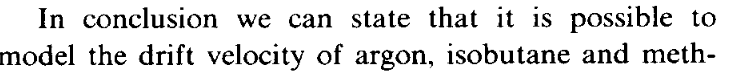 In conclusion we can state that it is possible to
model the drift velocity of argon, isobutane and meth-